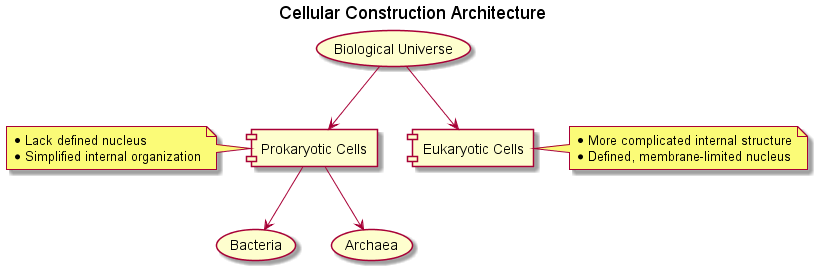 Cellular Construction Architecture
Biological Universe
• Lack defined nucleus
• Simplified internal organization
Prokaryotic Cells
Eukaryotic Cells
• More complicated internal structure
• Defined, membrane-limited nucleus
Bacteria
Archaea